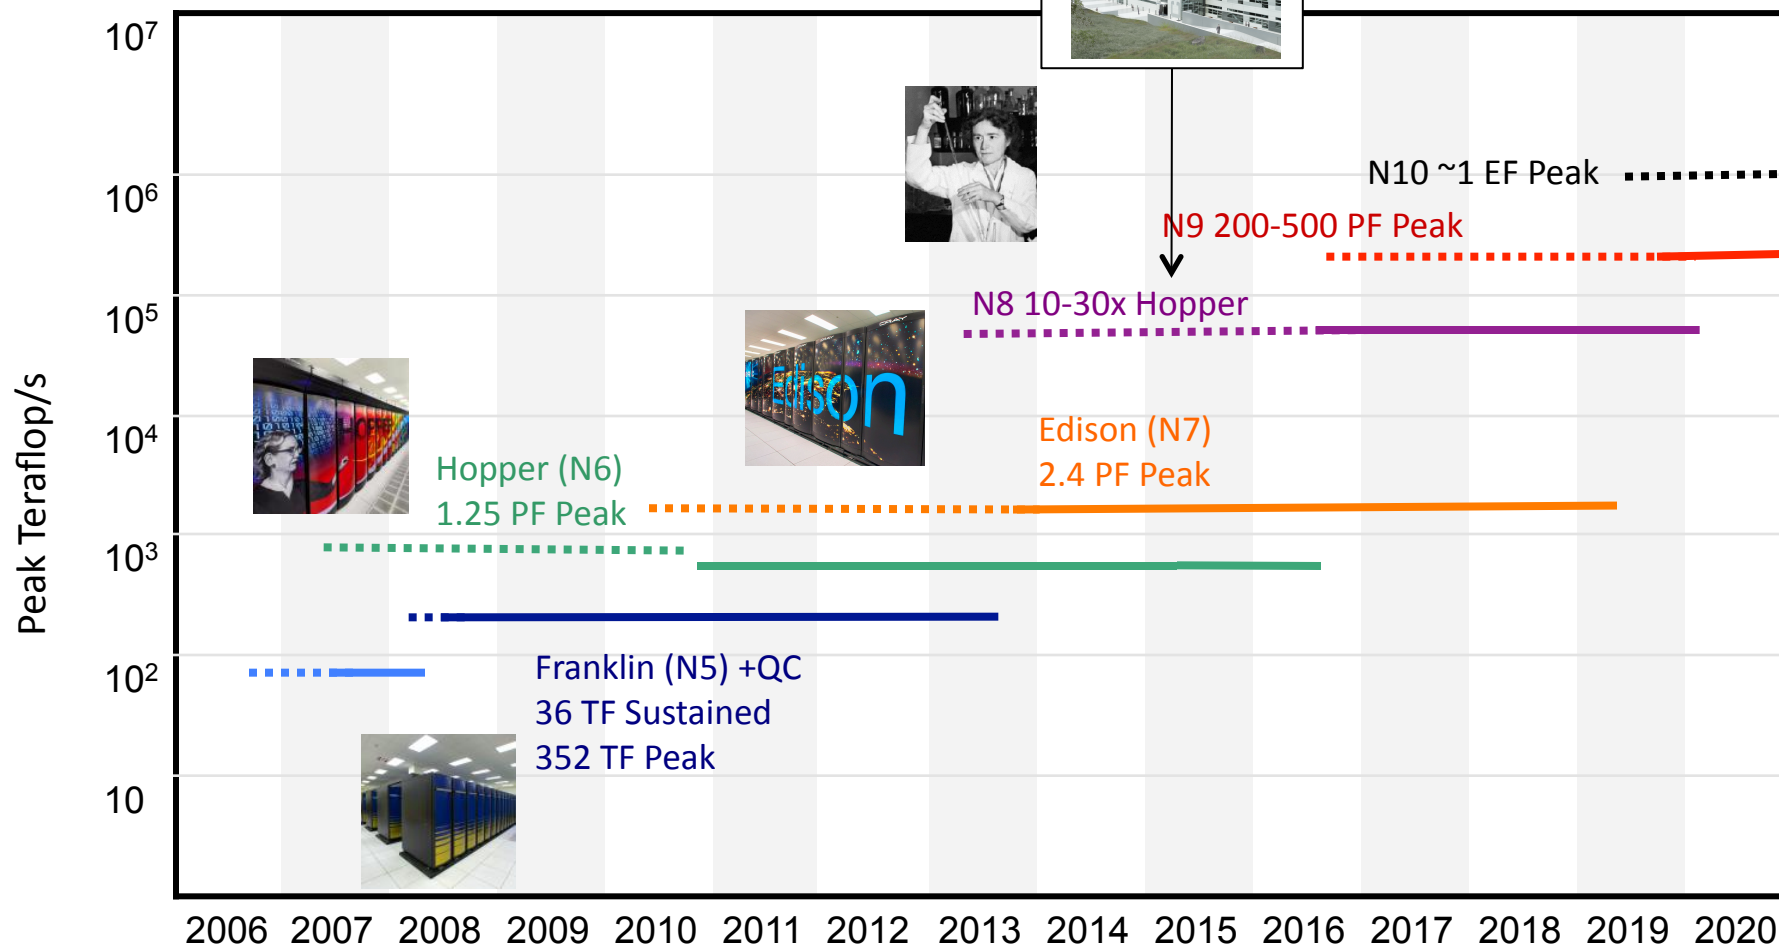 10⁷
10⁶
10⁵
10⁴
10³
10²
10
Peak Teraflop/s
N10 ~1 EF Peak
N9 200-500 PF Peak
N8 10-30x Hopper
Edison
Edison (N7)
2.4 PF Peak
Hopper (N6)
1.25 PF Peak
Franklin (N5) +QC
36 TF Sustained
352 TF Peak
2006 2007 2008 2009 2010 2011 2012 2013 2014 2015 2016 2017 2018 2019 2020